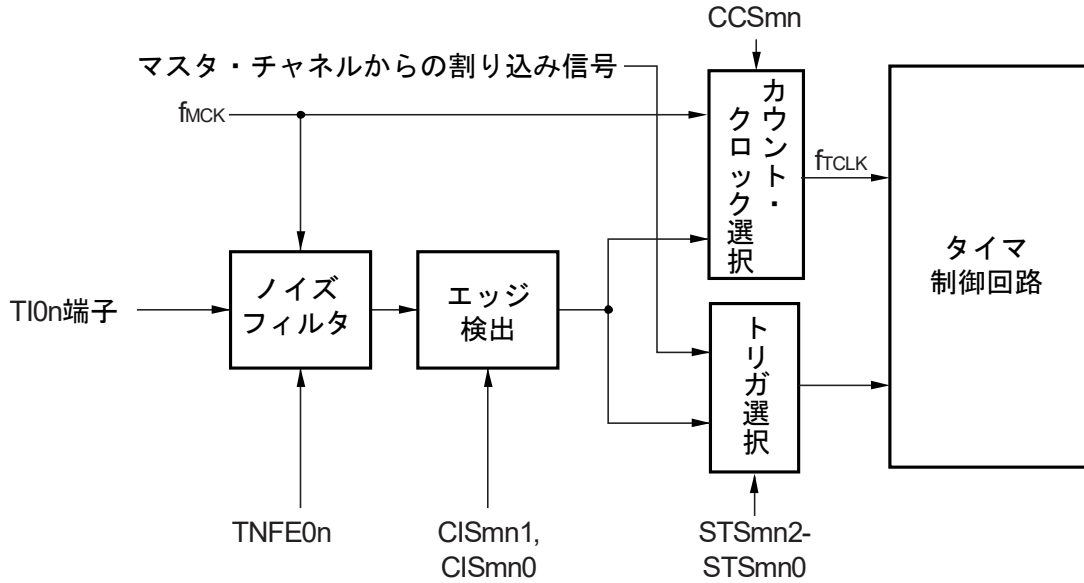 CCSmn
マスタ・チャネルからの割り込み信号
fMCK
カウント・
クロック選択
fTCLK
タイマ
制御回路
TI0n端子
ノイズ
フィルタ
エッジ
検出
トリガ選択
TNFE0n
CISmn1,
CISmn0
STSmn2-
STSmn0